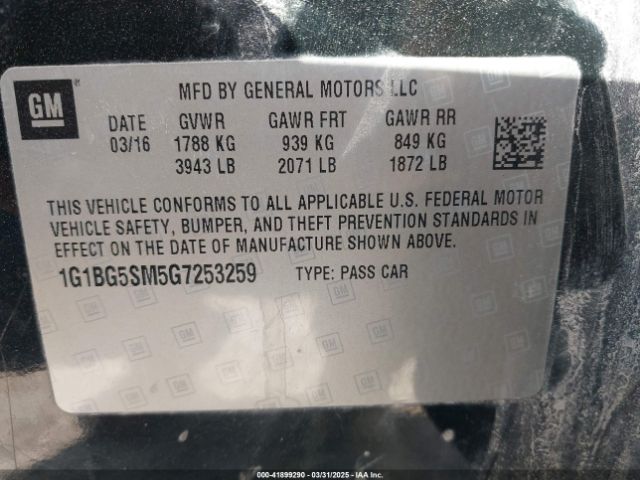 GM
MFD BY GENERAL MOTORS LLC
DATE GVWR GAWR FRT GAWR RR
03/16 1788 KG 939 KG 849 KG
3943 LB 2071 LB 1872 LB
THIS VEHICLE CONFORMS TO ALL APPLICABLE U.S. FEDERAL MOTOR
VEHICLE SAFETY, BUMPER, AND THEFT PREVENTION STANDARDS IN
EFFECT ON THE DATE OF MANUFACTURE SHOWN ABOVE.
1G1BG5SM5G7253259 TYPE: PASS CAR
000-41899290 - 03/31/2025 - IAA Inc.